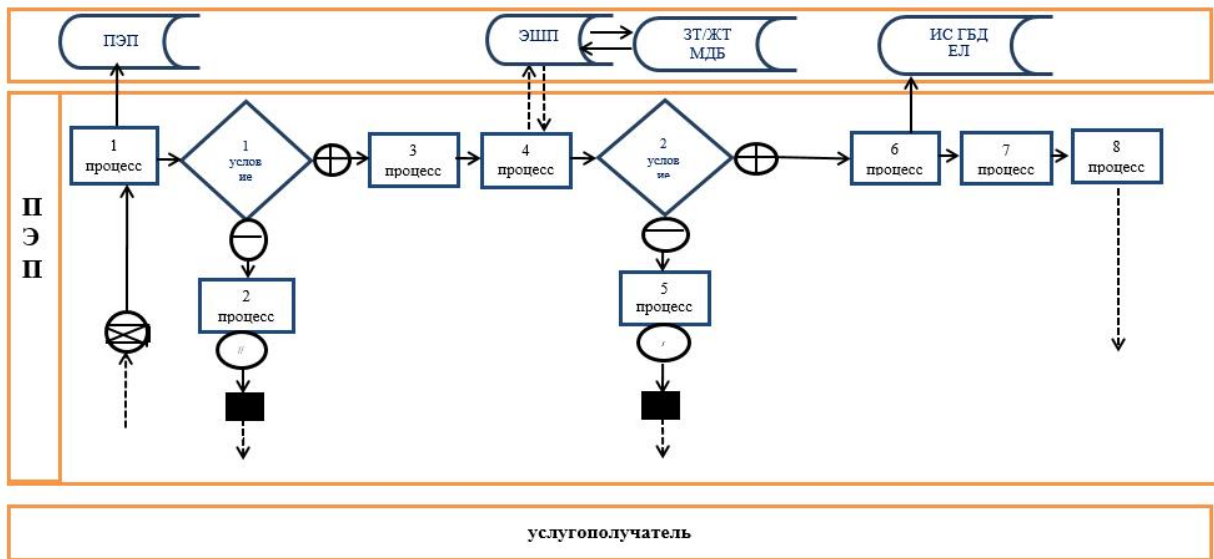 ПЭП
ЭШП
ЗТ/ЖТ
МДБ
ИС ГБД
ЕЛ
П
Э
П
1
процесс
1
услов
ие
3
процесс
4
процесс
2
услов
ие
6
процесс
7
процесс
8
процесс
2
процесс
5
процесс
//
услугополучатель